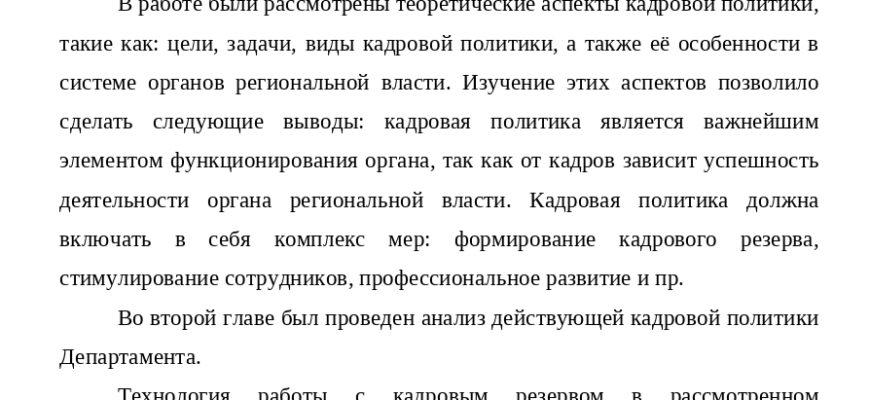 В работе были рассмотрены теоретические аспекты кадровой политики,
такие как: цели, задачи, виды кадровой политики, а также её особенности в
системе органов региональной власти. Изучение этих аспектов позволило
сделать следующие выводы: кадровая политика является важнейшим
элементом функционирования органа, так как от кадров зависит успешность
деятельности органа региональной власти. Кадровая политика должна
включать в себя комплекс мер: формирование кадрового резерва,
стимулирование сотрудников, профессиональное развитие и пр.
Во второй главе был проведен анализ действующей кадровой политики
Департамента.
Технология работы с кадровым резервом в рассмотренном